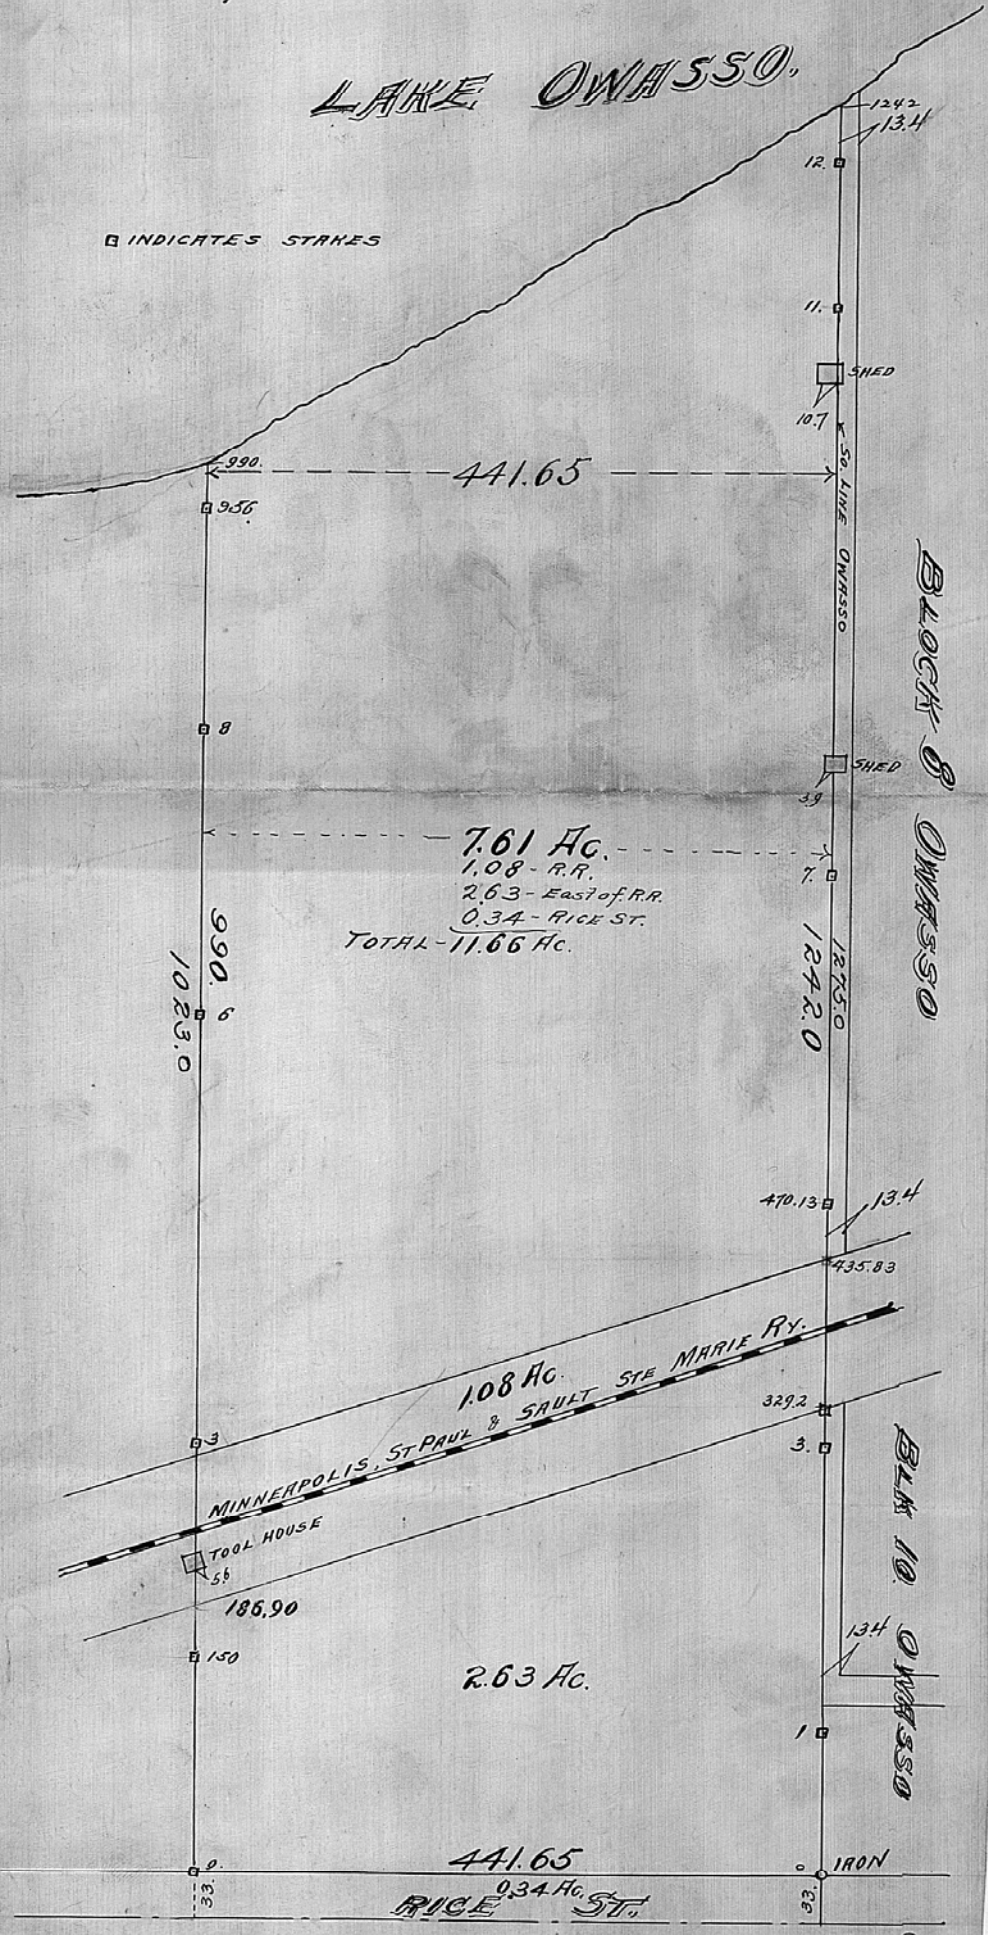 LAKE OWASSO.
1242
13.4
12.
INDICATES STAKES
11.
SHED
10.7
So. LINE OWASSO
990.
441.65
956
BLOCK 8 OWASSO
8
SHED
3.9
7.61 Ac.
1.08 - R.R.
2.63 - East of R.R.
0.34 - RICE ST.
TOTAL - 11.66 Ac.
7.
990.
1023.0
1242.0
1275.0
6
470.13
13.4
435.83
1.08 Ac.
MINNEAPOLIS, ST PAUL & SAULT STE MARIE RY.
329.2
3.
3
BLK 10 OWASSO
TOOL HOUSE
5.6
186.90
150
13.4
2.63 Ac.
1
0.
441.65
0
IRON
33.
0.34 Ac.
RICE ST.
33.